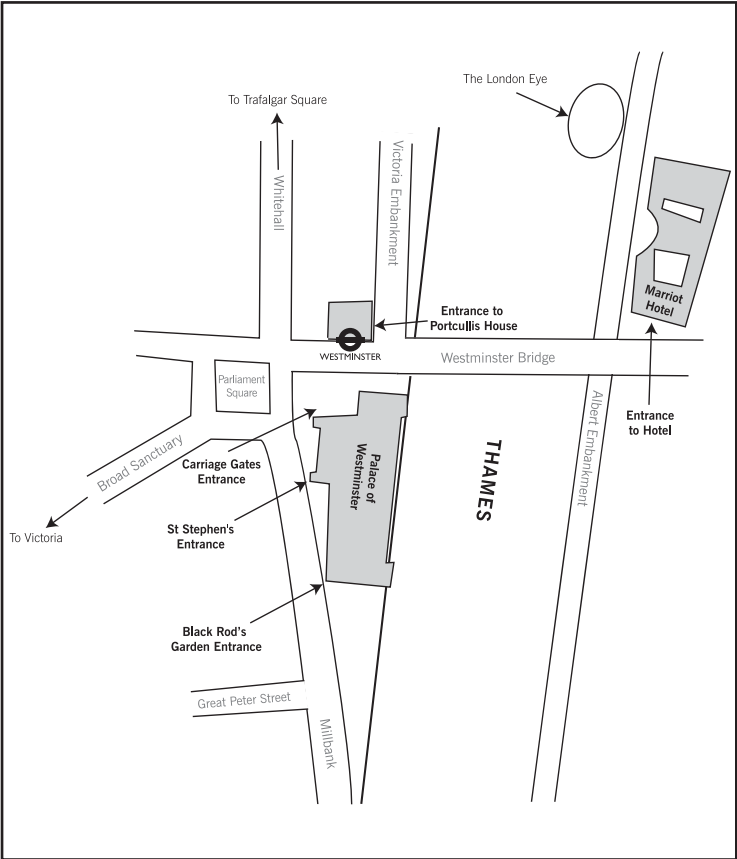 The London Eye
To Trafalgar Square
Whitehall
Victoria Embankment
Marriot
Hotel
Entrance to
Portcullis House
WESTMINSTER
Westminster Bridge
Parliament
Square
Albert Embankment
Entrance
to Hotel
Broad Sanctuary
Carriage Gates
Entrance
Palace of
Westminster
THAMES
St Stephen's
Entrance
To Victoria
Black Rod's
Garden Entrance
Great Peter Street
Millbank